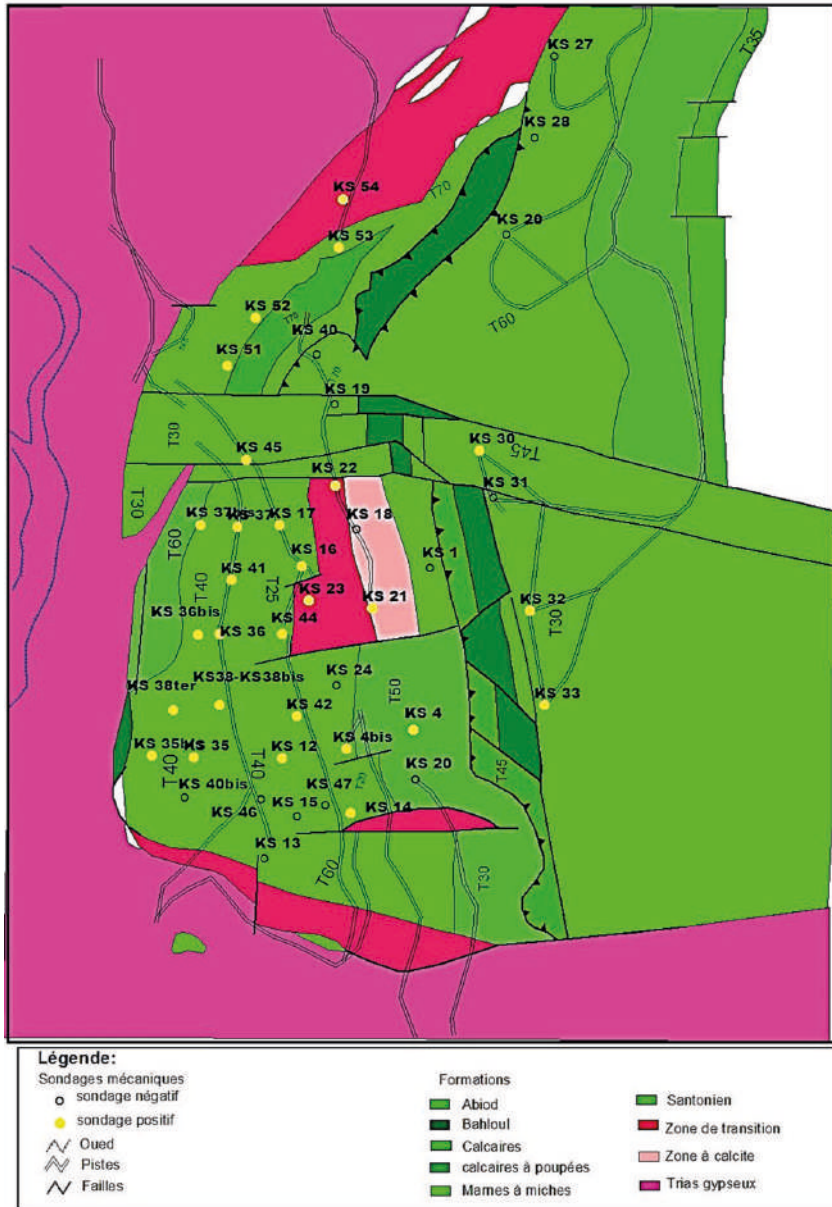 KS 27
T35
KS 28
T70
KS 54
KS 53
KS 20
KS 52
T70
T60
KS 40
KS 51
70
KS 19
T30
KS 30
T45
KS 45
KS 22
KS 31
T30
KS 37
KS 17
KS 18
T60
KS 16
KS 1
KS 41
T40
T25
KS 23
KS 21
KS 32
T30
KS 36bis
KS 36
KS 44
KS38-KS38bis
KS 24
KS 38ter
T50
KS 33
KS 42
KS 4
KS 4bis
KS 35
KS 12
T40
T40
KS 20
T45
KS 40bis
KS 47
KS 46
KS 15
KS 14
KS 13
T60
T30
Légende:
Sondages mécaniques
sondage négatif
sondage positif
Oued
Pistes
Failles
Formations
Abiod
Bahloul
Calcaires
calcaires à poupées
Marnes à miches
Santonien
Zone de transition
Zone à calcite
Trias gypseux